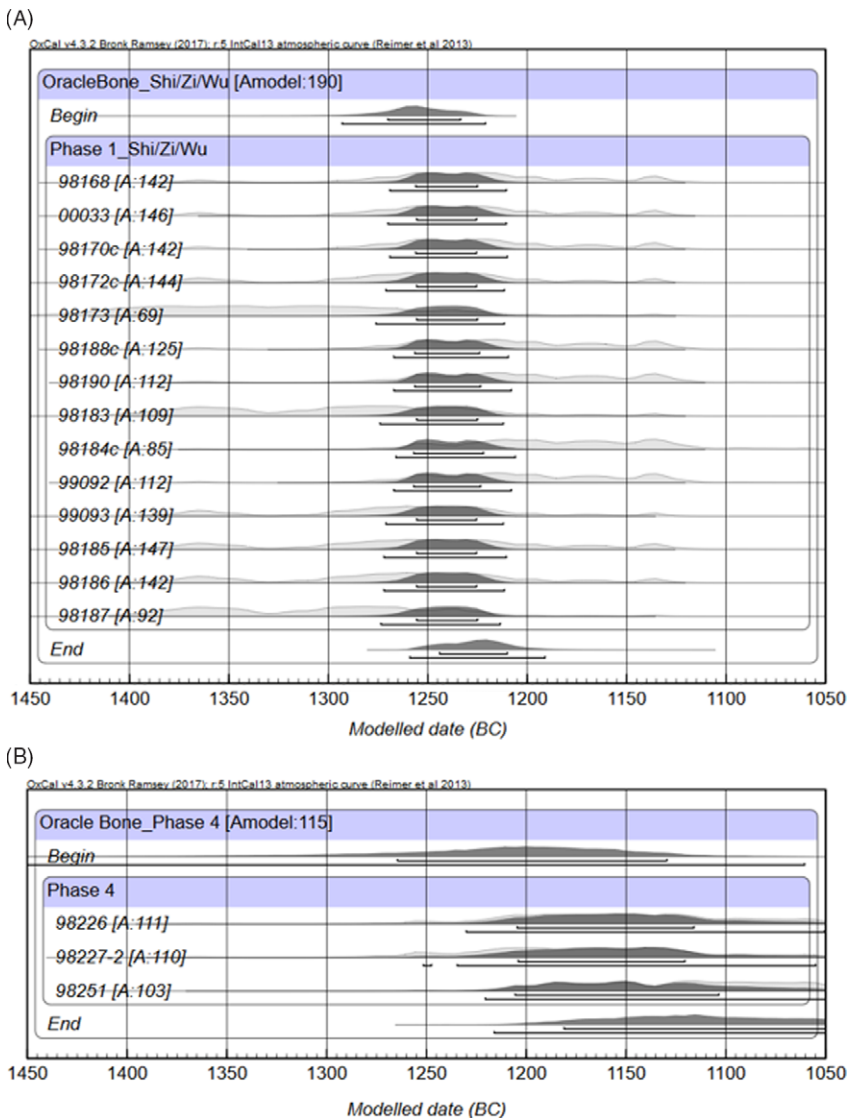 (A)
OxCal v4.3.2 Bronk Ramsey (2017); r:5 IntCal13 atmospheric curve (Reimer et al 2013)
OracleBone_Shi/Zi/Wu [Amodel:190]
Begin
Phase 1_Shi/Zi/Wu
98168 [A:142]
00033 [A:146]
98170c [A:142]
98172c [A:144]
98173 [A:69]
98188c [A:125]
98190 [A:112]
98183 [A:109]
98184c [A:85]
99092 [A:112]
99093 [A:139]
98185 [A:147]
98186 [A:142]
98187 [A:92]
End
1450 1400 1350 1300 1250 1200 1150 1100 1050
Modelled date (BC)
(B)
OxCal v4.3.2 Bronk Ramsey (2017); r:5 IntCal13 atmospheric curve (Reimer et al 2013)
Oracle Bone_Phase 4 [Amodel:115]
Begin
Phase 4
98226 [A:111]
98227-2 [A:110]
98251 [A:103]
End
1450 1400 1350 1300 1250 1200 1150 1100 1050
Modelled date (BC)